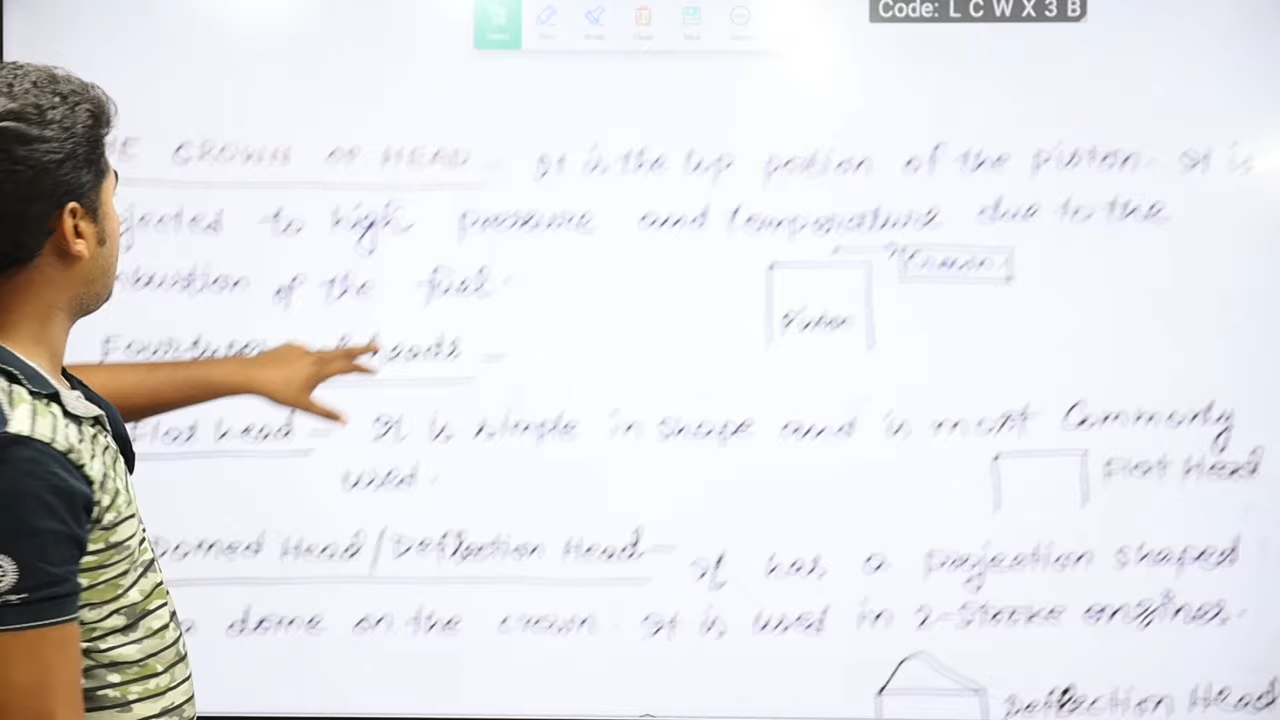 Code: L C W X 3 B
HE CROWN OR HEAD - It is the top portion of the piston. It is
jected to high pressure and temperature due to the
of the fuel.
Crown
Piston
heads -
Flat head - It is simple in shape and is most Commonly
used.
Flat Head
Domed Head/Deflection Head - It has a projection shaped
dome on the crown. It is used in 2-Stroke engines.
Deflection Head